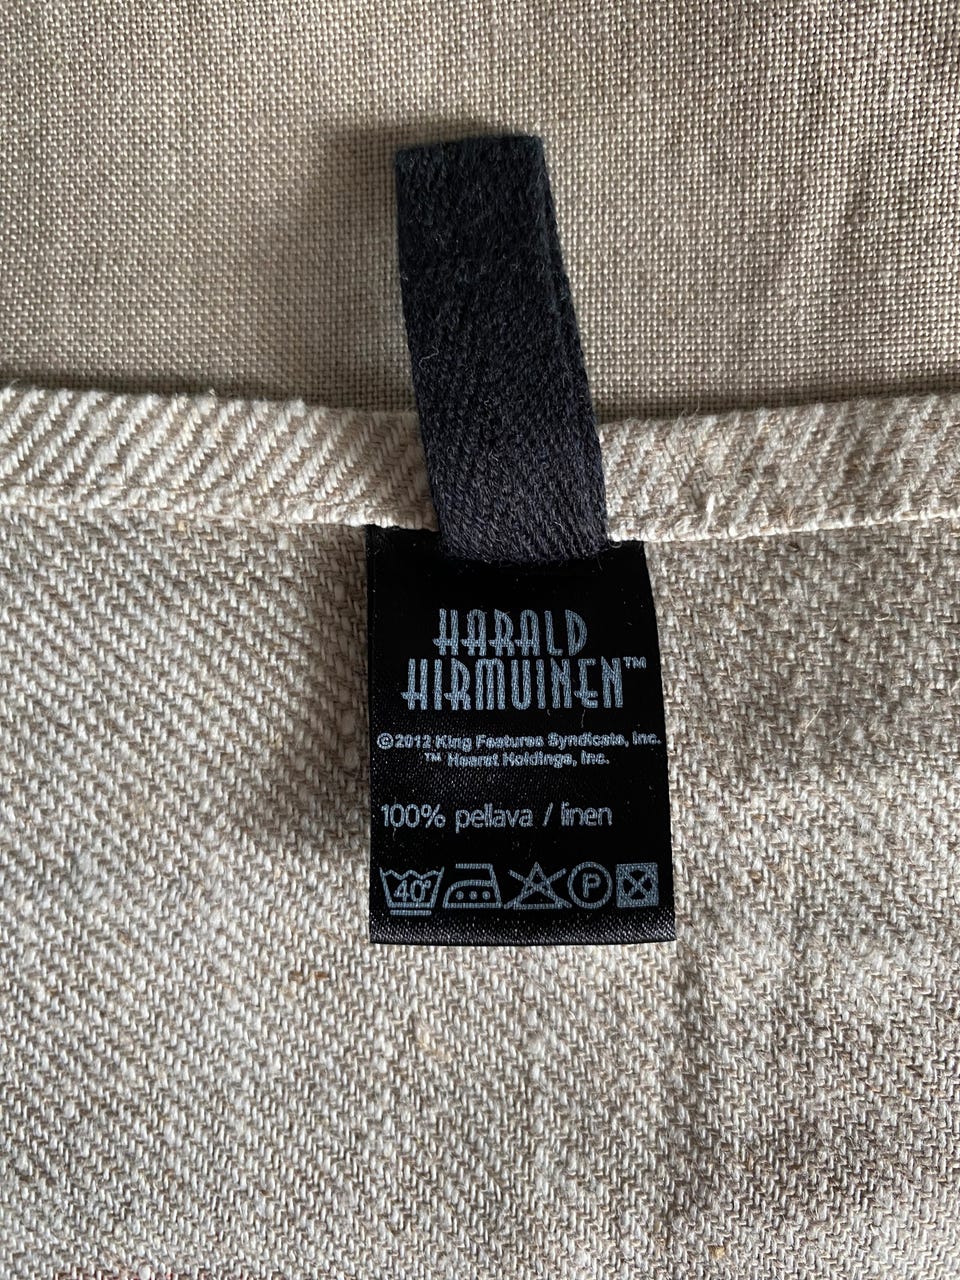 HARALD
HIRMUINEN™
©2012 King Features Syndicate, Inc.
™ Hearst Holdings, Inc.
100% pellava / linen
40° P